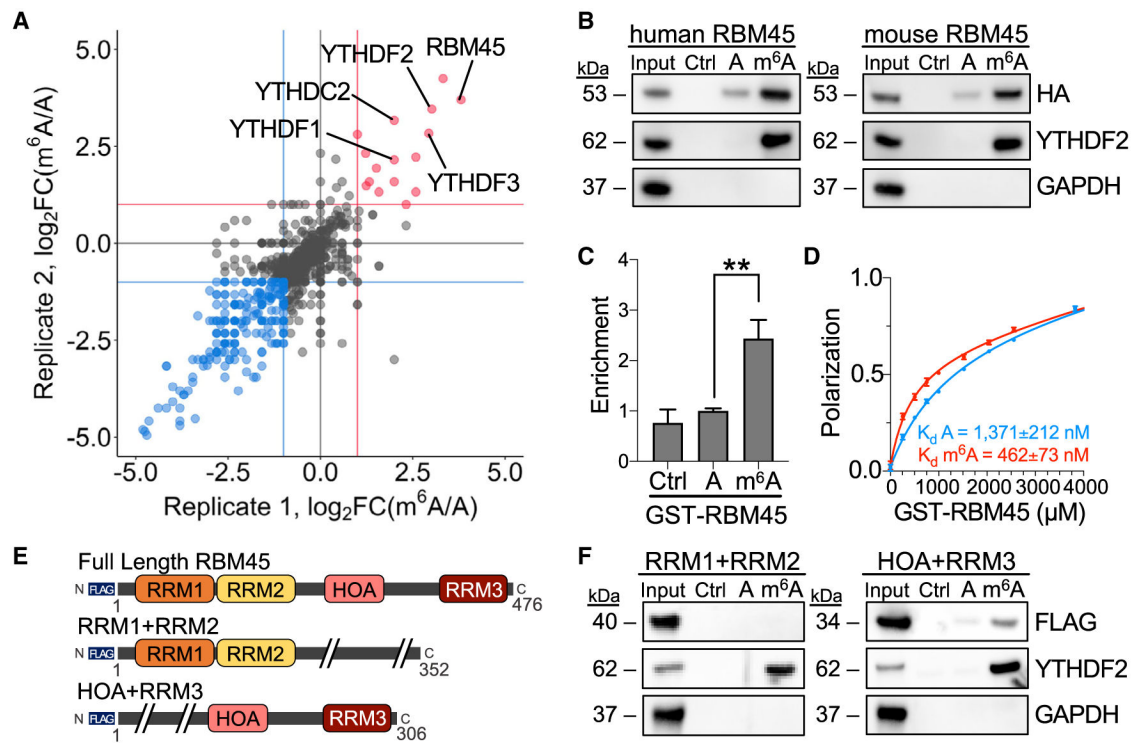 A
5.0
2.5
0.0
-2.5
-5.0
Replicate 2, log₂FC(m⁶A/A)
YTHDF2
RBM45
YTHDC2
YTHDF1
YTHDF3
-5.0 -2.5 0.0 2.5 5.0
Replicate 1, log₂FC(m⁶A/A)
B
human RBM45 mouse RBM45
kDa Input Ctrl A m⁶A kDa Input Ctrl A m⁶A
53 – 53 – HA
62 – 62 – YTHDF2
37 – 37 – GAPDH
C
4
3
2
1
0
Enrichment
**
Ctrl A m⁶A
GST-RBM45
D
1.0
0.5
0.0
Polarization
K_d A = 1,371±212 nM
K_d m⁶A = 462±73 nM
0 1000 2000 3000 4000
GST-RBM45 (µM)
E
Full Length RBM45
N FLAG RRM1 RRM2 HOA RRM3 C
1 476
RRM1+RRM2
N FLAG RRM1 RRM2 C
1 352
HOA+RRM3
N FLAG HOA RRM3 C
1 306
F
RRM1+RRM2 HOA+RRM3
kDa Input Ctrl A m⁶A kDa Input Ctrl A m⁶A
40 – 34 – FLAG
62 – 62 – YTHDF2
37 – 37 – GAPDH